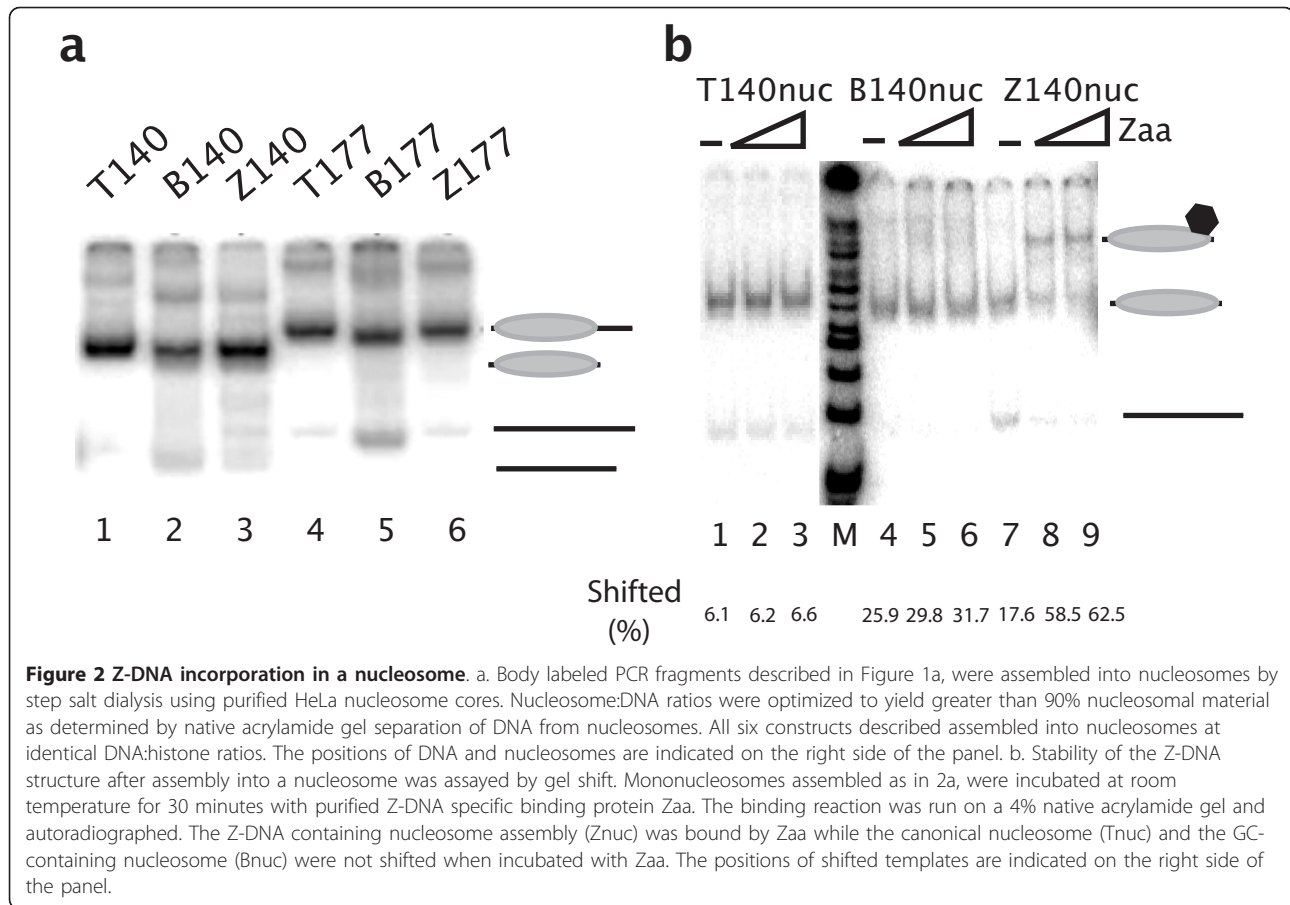 a
T140 B140 Z140 T177 B177 Z177
1 2 3 4 5 6
b
T140nuc B140nuc Z140nuc
– – – Zaa
1 2 3 M 4 5 6 7 8 9
Shifted
(%)
6.1 6.2 6.6 25.9 29.8 31.7 17.6 58.5 62.5
Figure 2 Z-DNA incorporation in a nucleosome. a. Body labeled PCR fragments described in Figure 1a, were assembled into nucleosomes by
step salt dialysis using purified HeLa nucleosome cores. Nucleosome:DNA ratios were optimized to yield greater than 90% nucleosomal material
as determined by native acrylamide gel separation of DNA from nucleosomes. All six constructs described assembled into nucleosomes at
identical DNA:histone ratios. The positions of DNA and nucleosomes are indicated on the right side of the panel. b. Stability of the Z-DNA
structure after assembly into a nucleosome was assayed by gel shift. Mononucleosomes assembled as in 2a, were incubated at room
temperature for 30 minutes with purified Z-DNA specific binding protein Zaa. The binding reaction was run on a 4% native acrylamide gel and
autoradiographed. The Z-DNA containing nucleosome assembly (Znuc) was bound by Zaa while the canonical nucleosome (Tnuc) and the GC-
containing nucleosome (Bnuc) were not shifted when incubated with Zaa. The positions of shifted templates are indicated on the right side of
the panel.